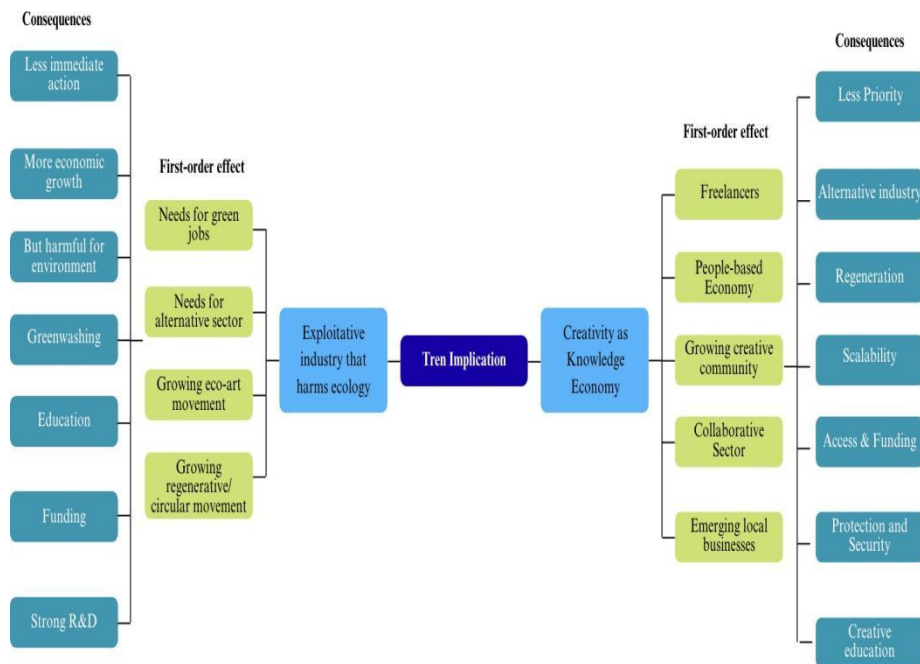 Consequences
Less immediate
action
More economic
growth
But harmful for
environment
Greenwashing
Education
Funding
Strong R&D
First-order effect
Needs for green
jobs
Needs for
alternative sector
Growing eco-art
movement
Growing
regenerative/
circular movement
Exploitative
industry that
harms ecology
Tren Implication
Creativity as
Knowledge
Economy
First-order effect
Freelancers
People-based
Economy
Growing creative
community
Collaborative
Sector
Emerging local
businesses
Consequences
Less Priority
Alternative industry
Regeneration
Scalability
Access & Funding
Protection and
Security
Creative
education